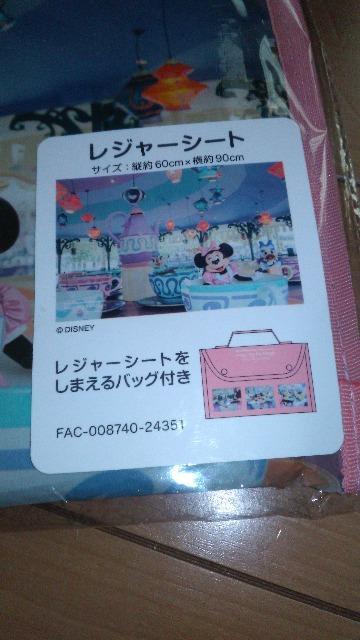 レジャーシート
サイズ：縦約60cm×横約90cm
©DISNEY
レジャーシートを
しまえるバッグ付き
FAC-008740-24351